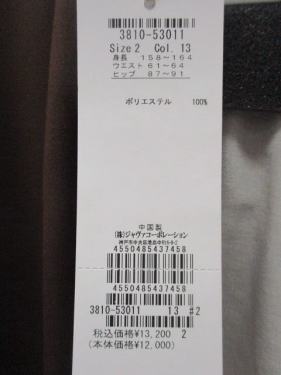 3810-53011
Size2 Col.13
身長 158~164
ウエスト 61~64
ヒップ 87~91
ポリエステル 100%
中国製
(株)ジャヴァコーポレーション
4550485437458
4550485437458
3810-53011 13 #2
税込価格¥13,200 2
(本体価格¥12,000)